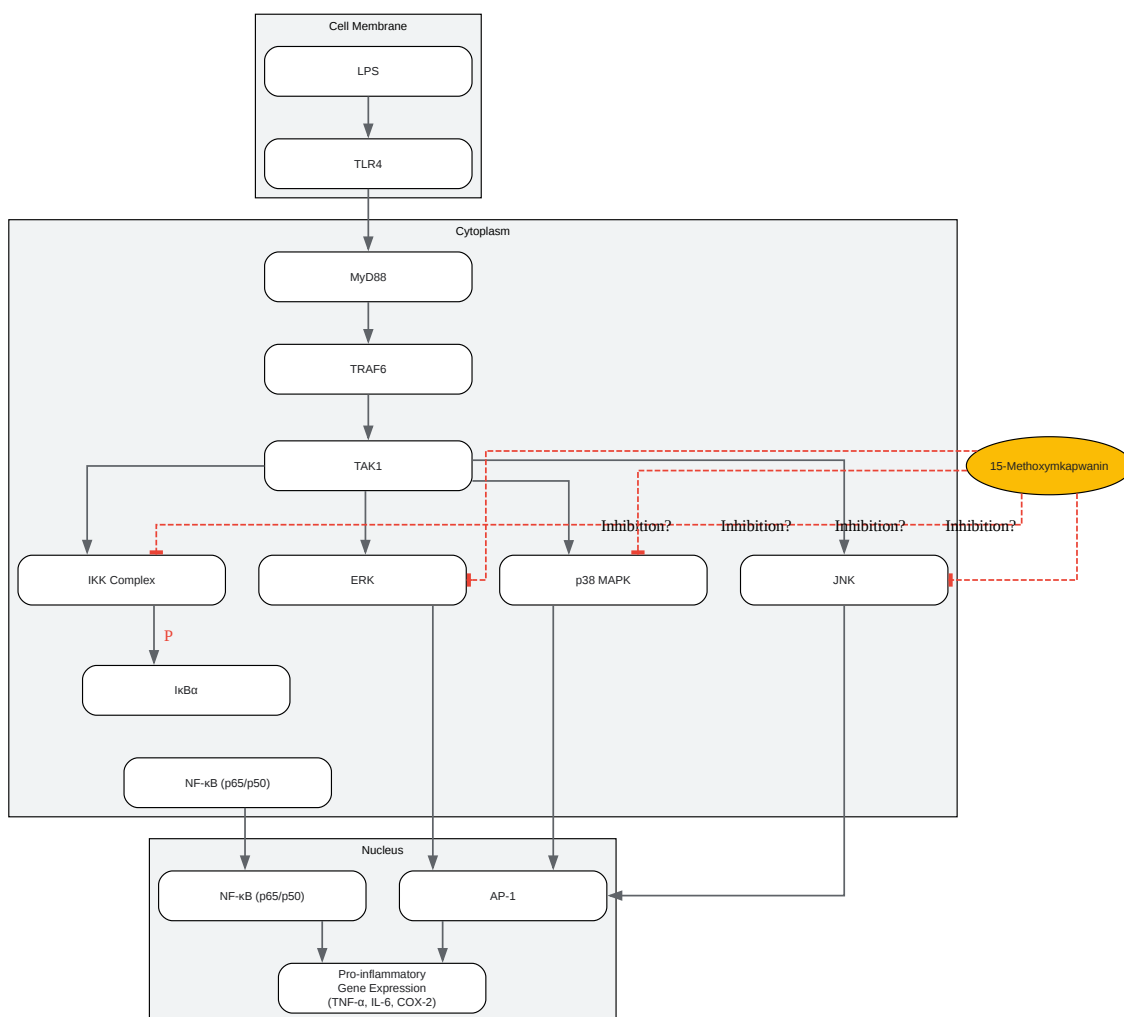 Cell Membrane
LPS
TLR4
Cytoplasm
MyD88
TRAF6
TAK1
15-Methoxymkapwanin
Inhibition?
Inhibition?
Inhibition?
Inhibition?
IKK Complex
ERK
p38 MAPK
JNK
P
IκBα
NF-κB (p65/p50)
Nucleus
NF-κB (p65/p50)
AP-1
Pro-inflammatory
Gene Expression
(TNF-α, IL-6, COX-2)